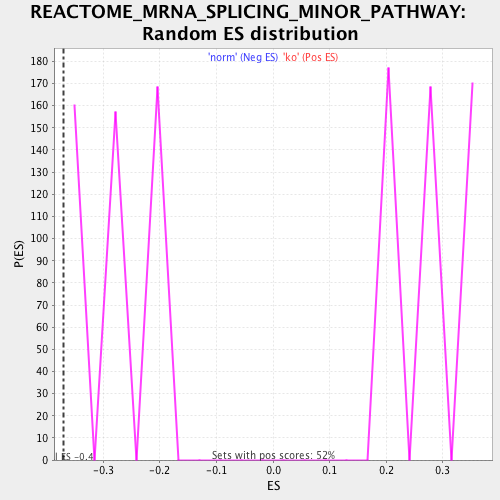 REACTOME_MRNA_SPLICING_MINOR_PATHWAY:
Random ES distribution
'norm' (Neg ES) 'ko' (Pos ES)
180
170
160
150
140
130
120
110
100
90
80
70
60
50
40
30
20
10
0
P(ES)
ES -0.4
Sets with pos scores: 52%
-0.3 -0.2 -0.1 0.0 0.1 0.2 0.3
ES